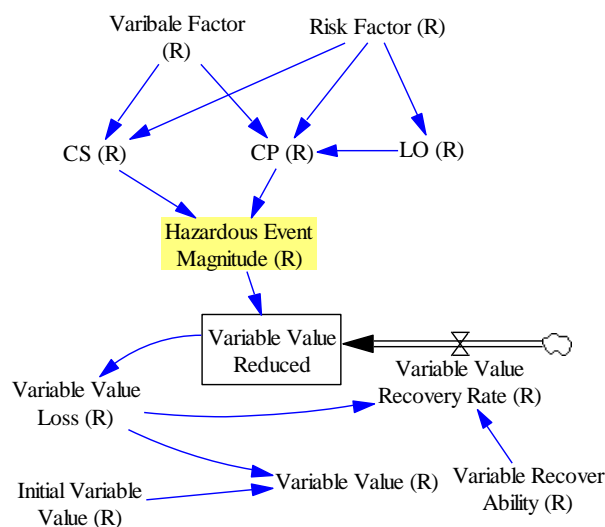 Varibale Factor
(R)
Risk Factor (R)
CS (R)
CP (R)
LO (R)
Hazardous Event
Magnitude (R)
Variable Value
Reduced
Variable Value
Recovery Rate (R)
Variable Value
Loss (R)
Variable Value (R)
Variable Recover
Ability (R)
Initial Variable
Value (R)